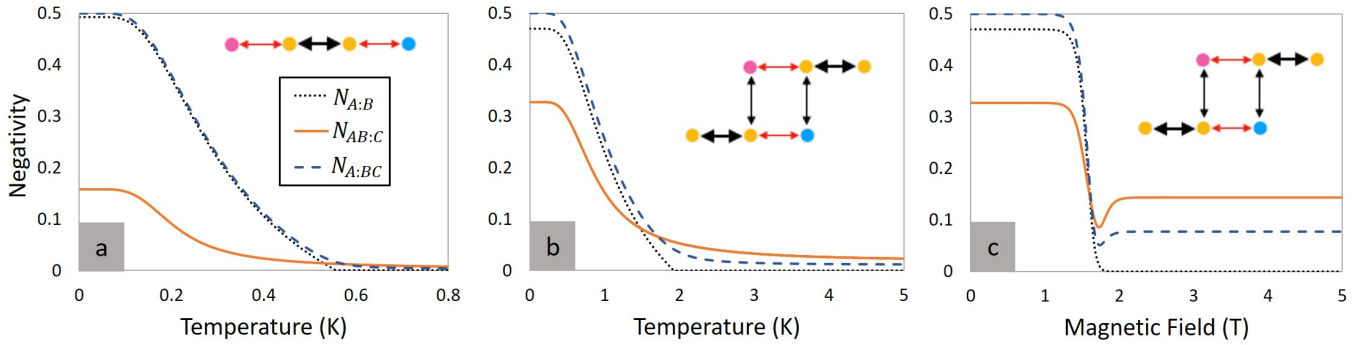 Negativity
0.5
0.4
0.3
0.2
0.1
0
a
N_{A:B}
N_{AB:C}
N_{A:BC}
0 0.2 0.4 0.6 0.8
Temperature (K)
0.5
0.4
0.3
0.2
0.1
0
b
0 1 2 3 4 5
Temperature (K)
0.5
0.4
0.3
0.2
0.1
0
c
0 1 2 3 4 5
Magnetic Field (T)